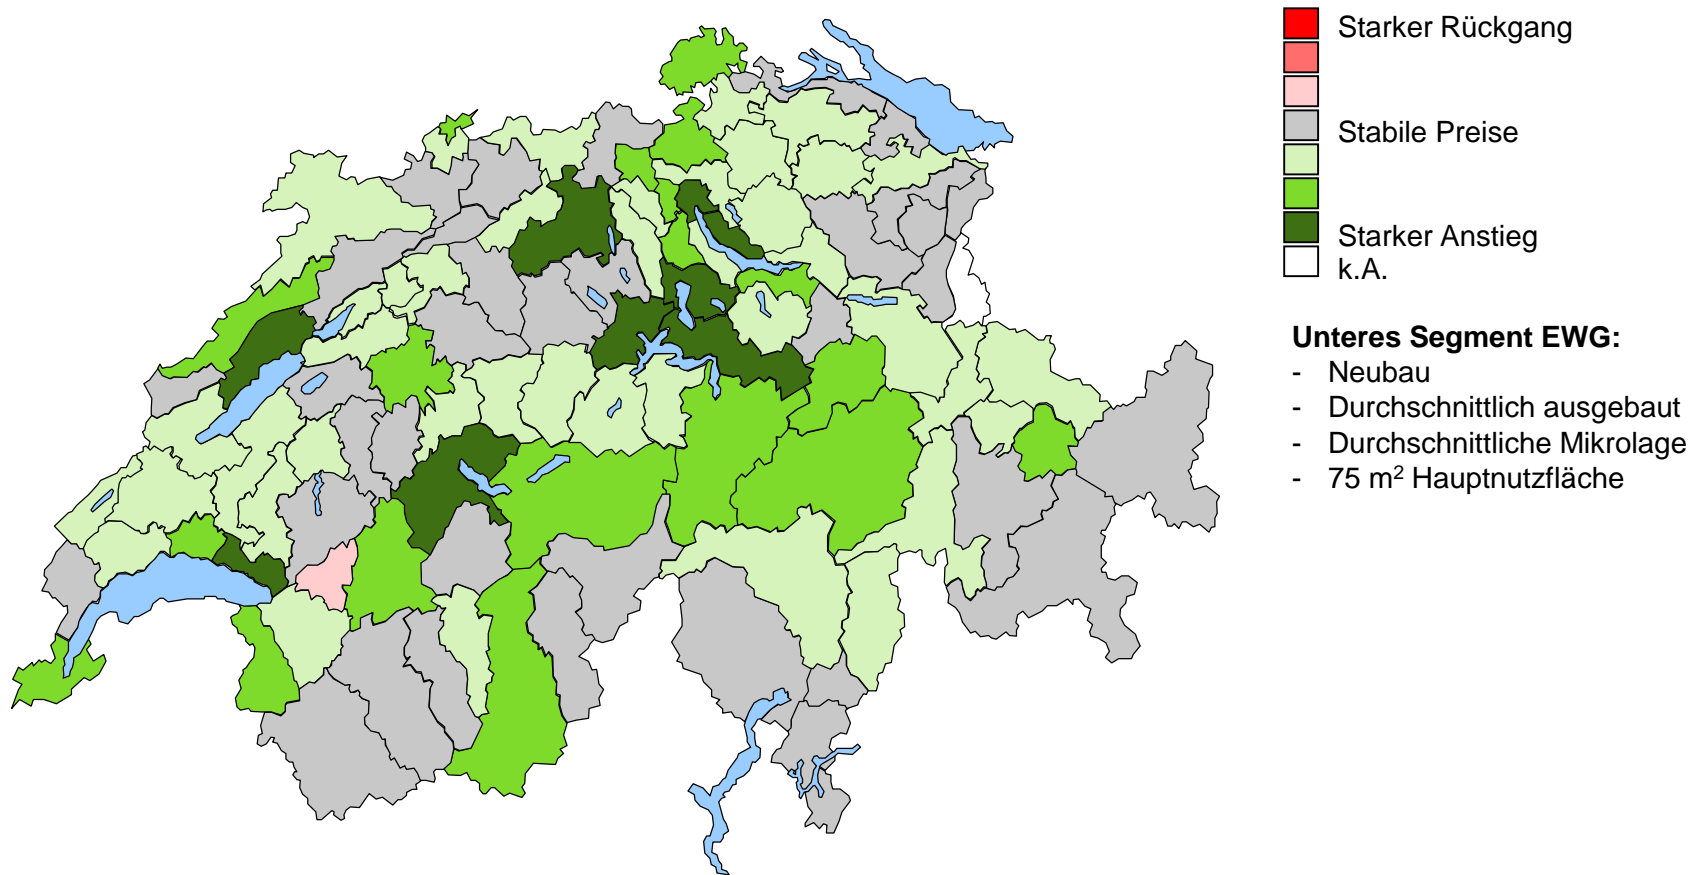 Starker Rückgang
Stabile Preise
Starker Anstieg
k.A.
Unteres Segment EWG:
- Neubau
- Durchschnittlich ausgebaut
- Durchschnittliche Mikrolage
- 75 m² Hauptnutzfläche